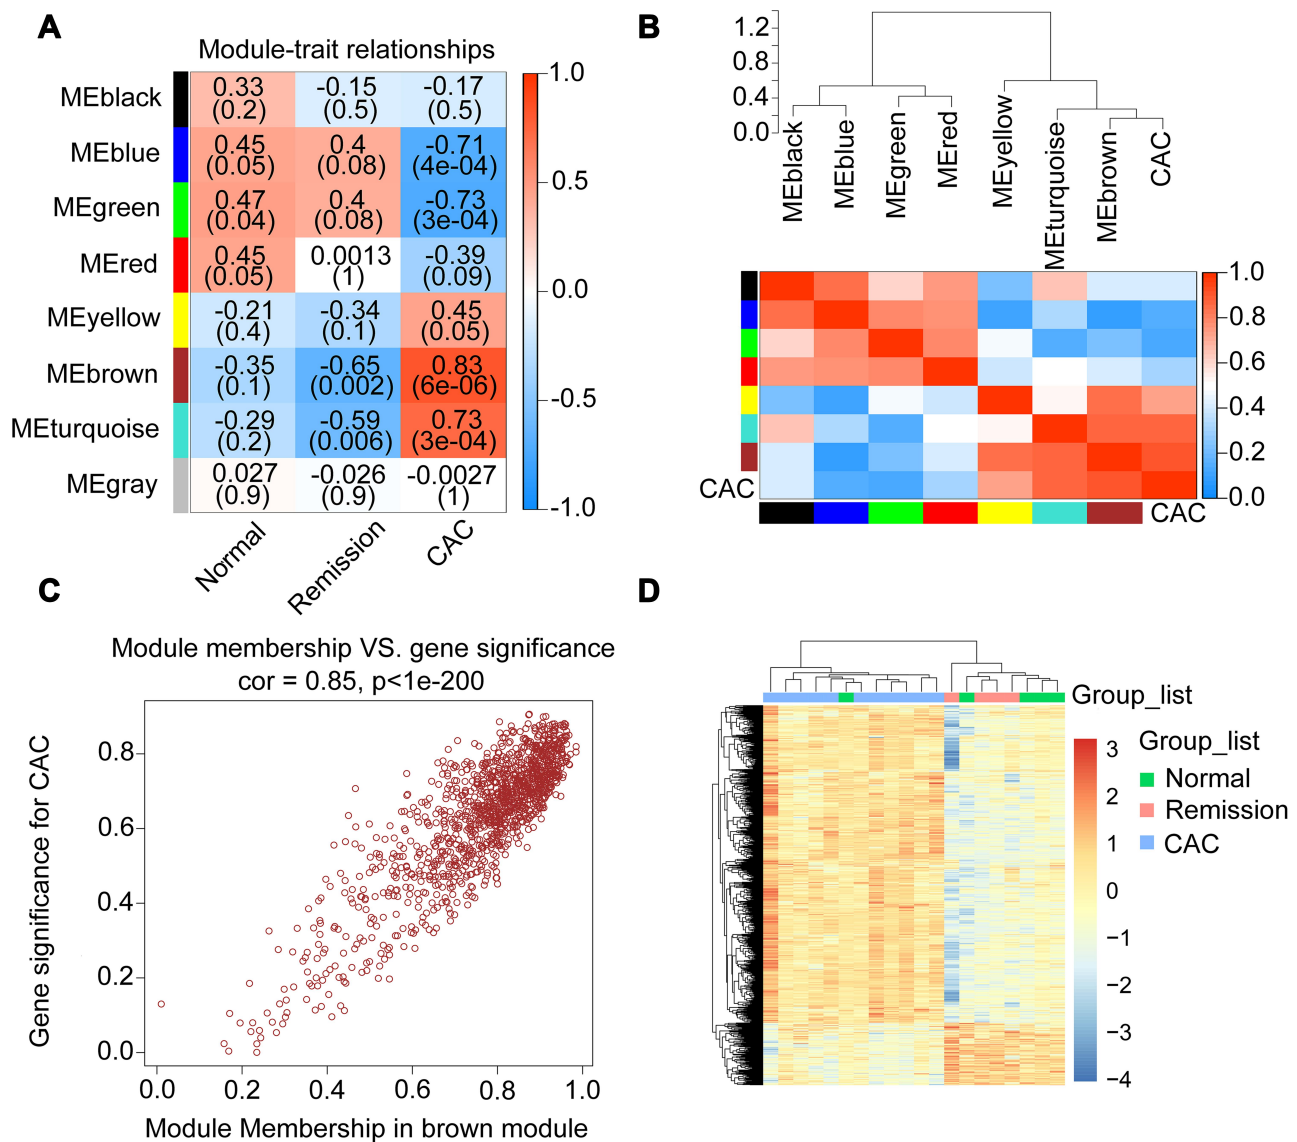 A
Module-trait relationships
MEblack
0.33
(0.2)
-0.15
(0.5)
-0.17
(0.5)
MEblue
0.45
(0.05)
0.4
(0.08)
-0.71
(4e-04)
MEgreen
0.47
(0.04)
0.4
(0.08)
-0.73
(3e-04)
MEred
0.45
(0.05)
0.0013
(1)
-0.39
(0.09)
MEyellow
-0.21
(0.4)
-0.34
(0.1)
0.45
(0.05)
MEbrown
-0.35
(0.1)
-0.65
(0.002)
0.83
(6e-06)
MEturquoise
-0.29
(0.2)
-0.59
(0.006)
0.73
(3e-04)
MEgray
0.027
(0.9)
-0.026
(0.9)
-0.0027
(1)
Normal
Remission
CAC
1.0
0.5
0.0
-0.5
-1.0
B
1.2
0.8
0.4
0.0
MEblack
MEblue
MEgreen
MEred
MEyellow
MEturquoise
MEbrown
CAC
CAC
CAC
1.0
0.8
0.6
0.4
0.2
0.0
C
Module membership VS. gene significance
cor = 0.85, p<1e-200
Gene significance for CAC
0.8
0.6
0.4
0.2
0.0
0.0
0.2
0.4
0.6
0.8
1.0
Module Membership in brown module
D
Group_list
Group_list
Normal
Remission
CAC
3
2
1
0
−1
−2
−3
−4